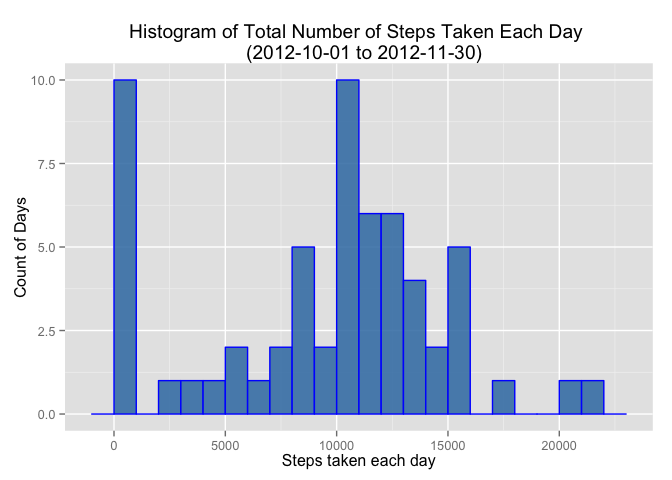 Histogram of Total Number of Steps Taken Each Day
(2012-10-01 to 2012-11-30)
Count of Days
10.0
7.5
5.0
2.5
0.0
0 5000 10000 15000 20000
Steps taken each day